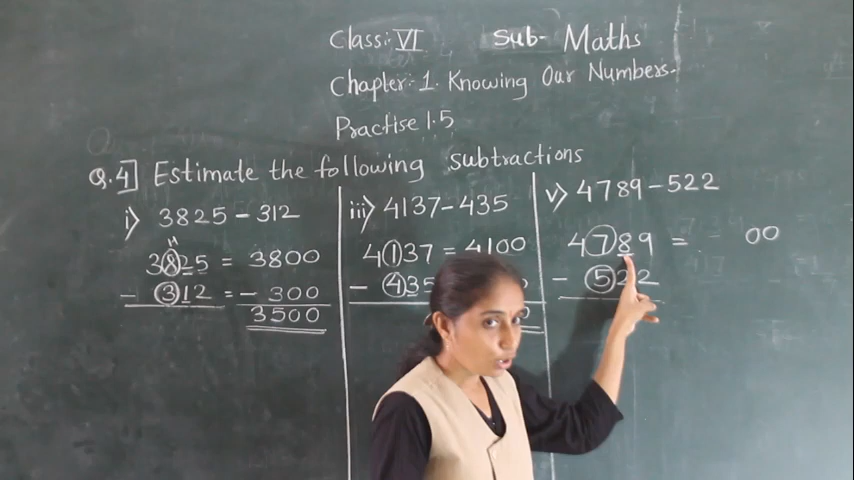 Class:- VI Sub- Maths
Chapter:- 1. Knowing Our Numbers.
Practise 1.5
Q.4] Estimate the following subtractions
i) 3825-312
3825 = 3800
- 312 = - 300
3500
iii) 4137-435
4137 = 4100
- 435
v) 4789-522
4789 = 00
- 522